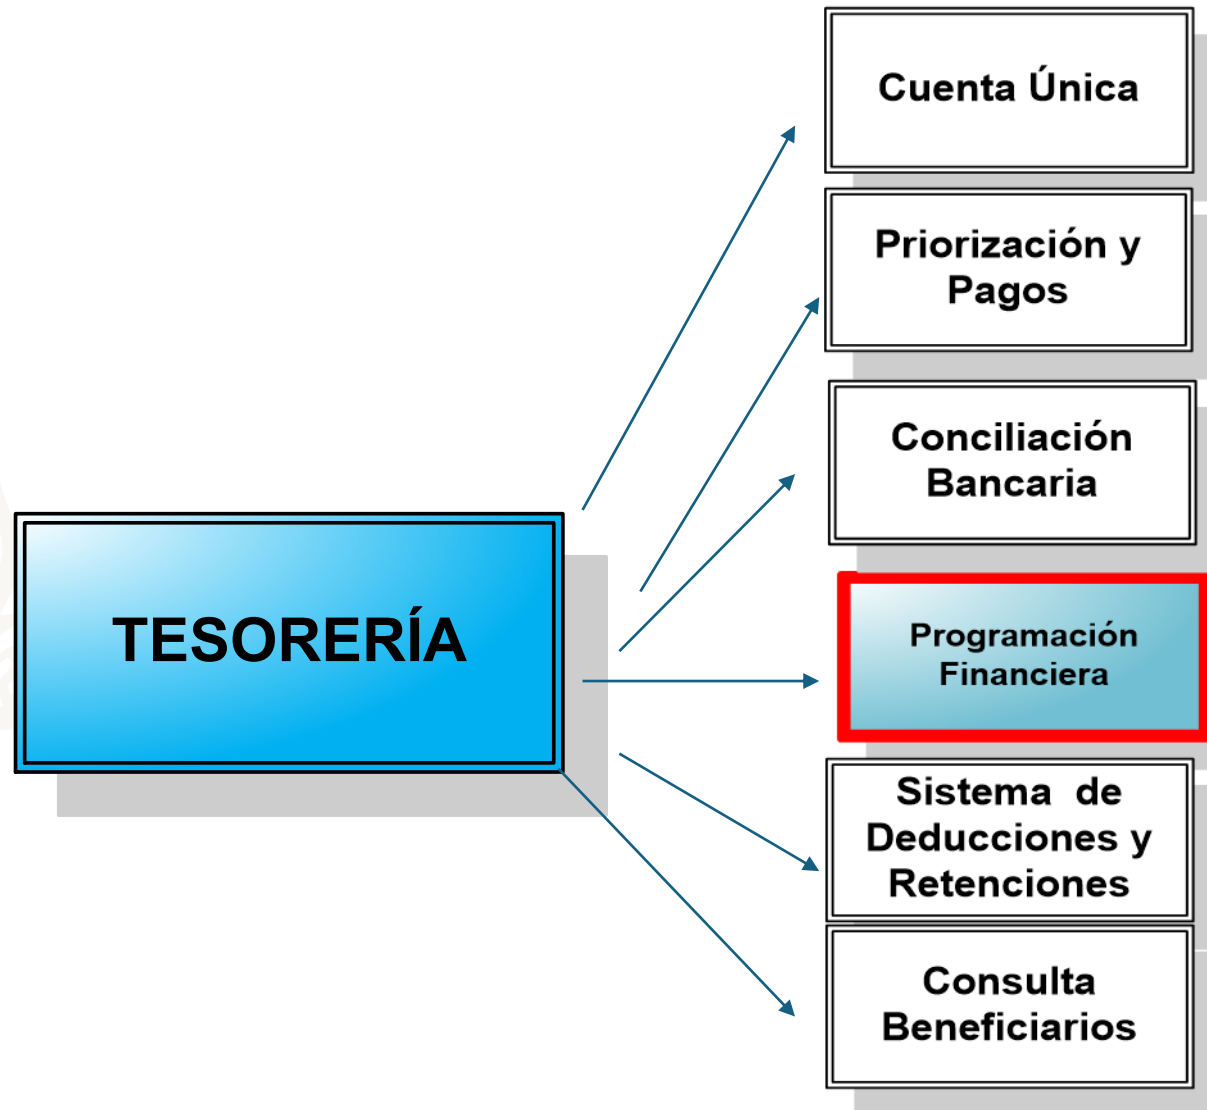 Cuenta Única
Priorización y
Pagos
Conciliación
Bancaria
TESORERÍA
Programación
Financiera
Sistema de
Deducciones y
Retenciones
Consulta
Beneficiarios